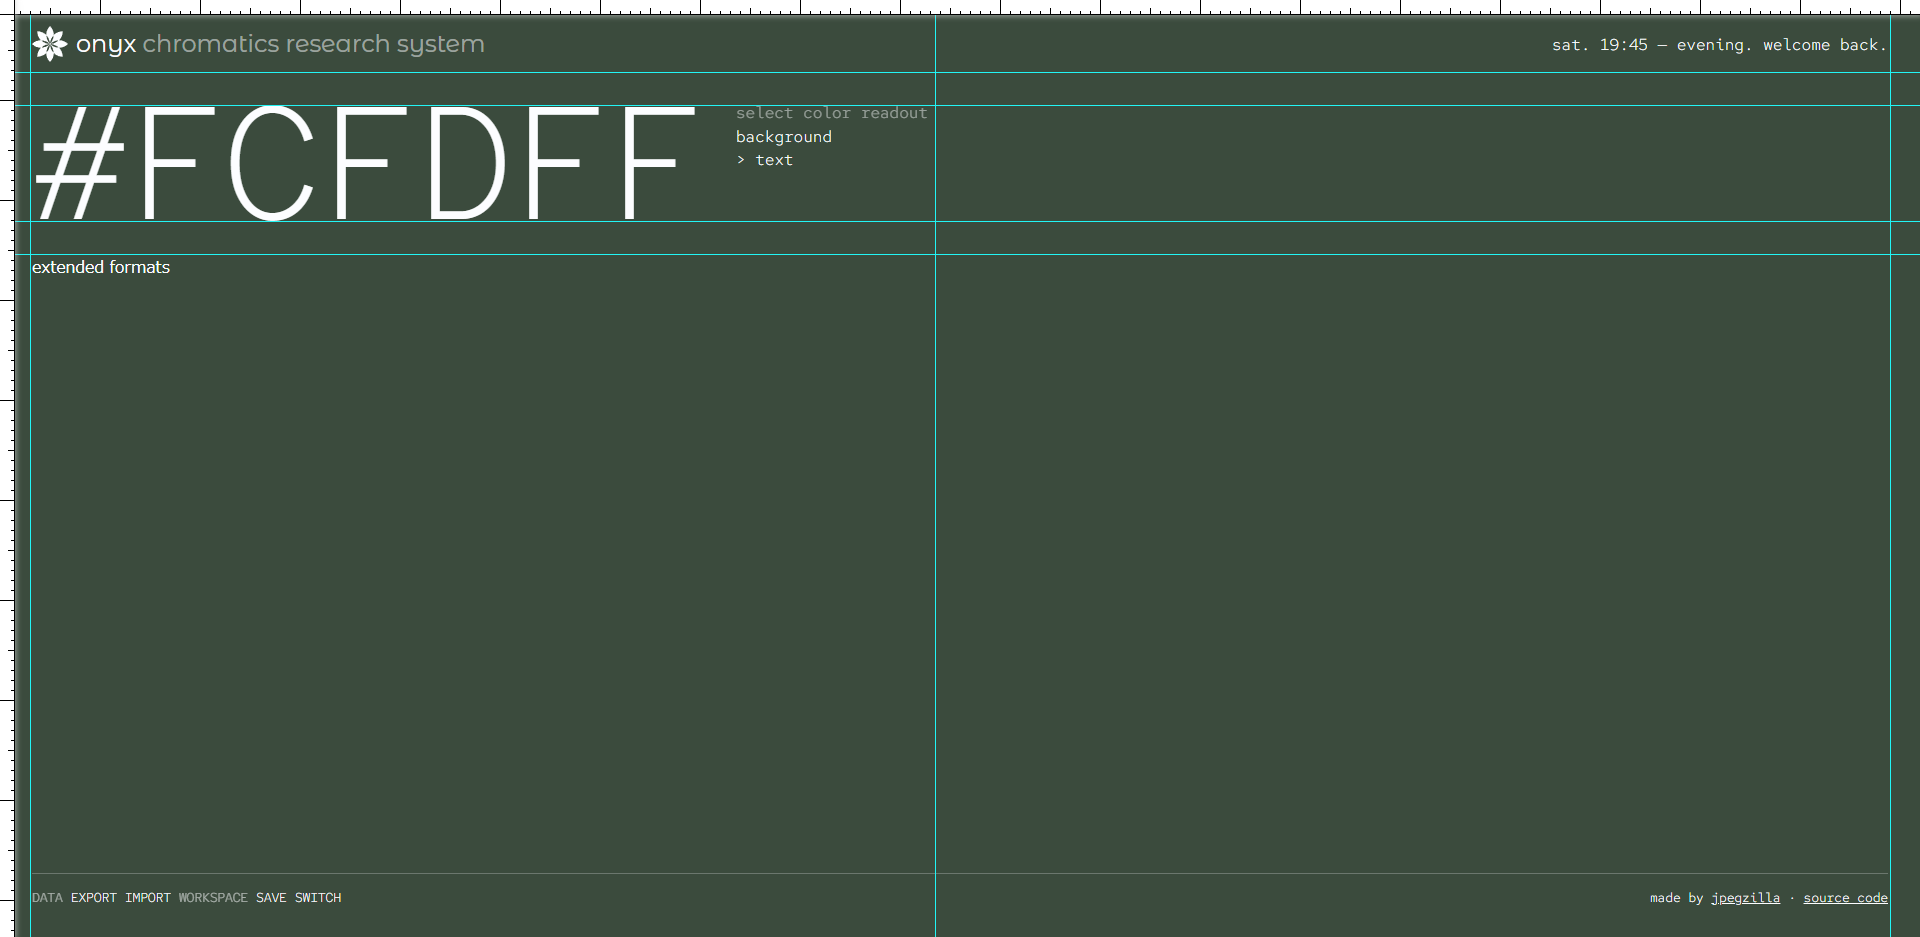 onyx chromatics research system
sat. 19:45 — evening. welcome back.
#FCFDFF
select color readout
background
> text
extended formats
DATA EXPORT IMPORT WORKSPACE SAVE SWITCH
made by jpegzilla · source code